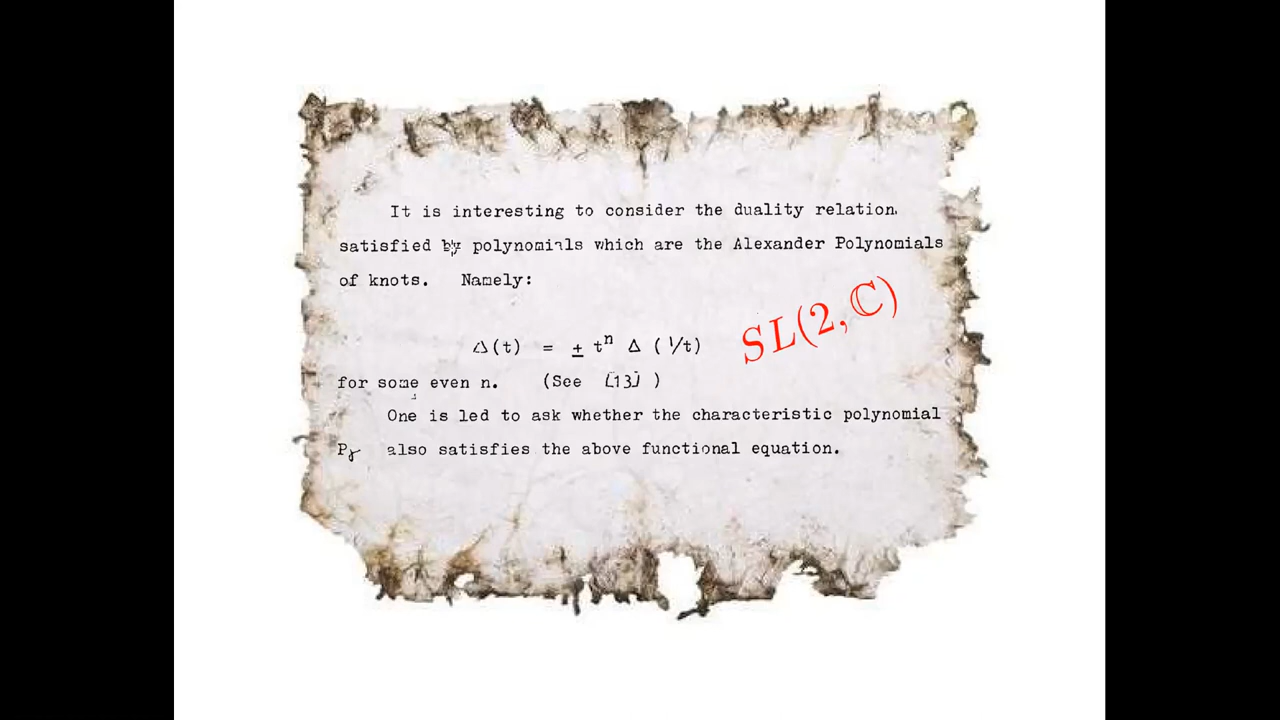 It is interesting to consider the duality relation
satisfied by polynomials which are the Alexander Polynomials
of knots. Namely:
Δ(t) = ± tⁿ Δ (1/t)
SL(2,ℂ)
for some even n. (See [13] )
One is led to ask whether the characteristic polynomial
Pγ also satisfies the above functional equation.